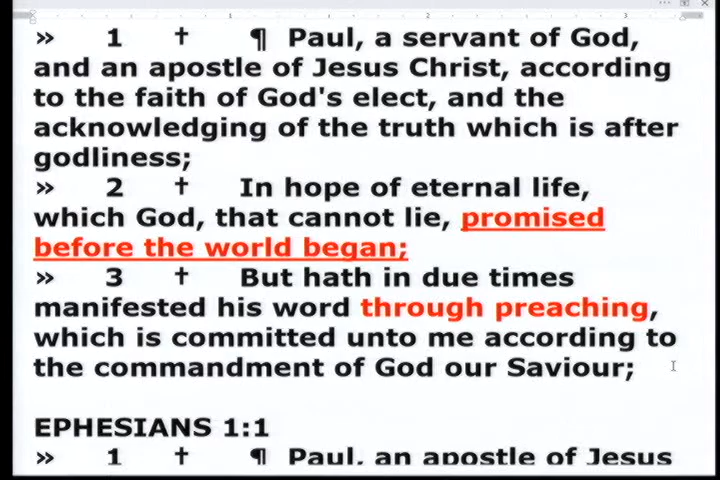 » 1 † ¶ Paul, a servant of God,
and an apostle of Jesus Christ, according
to the faith of God's elect, and the
acknowledging of the truth which is after
godliness;
» 2 † In hope of eternal life,
which God, that cannot lie, promised
before the world began;
» 3 † But hath in due times
manifested his word through preaching,
which is committed unto me according to
the commandment of God our Saviour;
EPHESIANS 1:1
» 1 † ¶ Paul, an apostle of Jesus